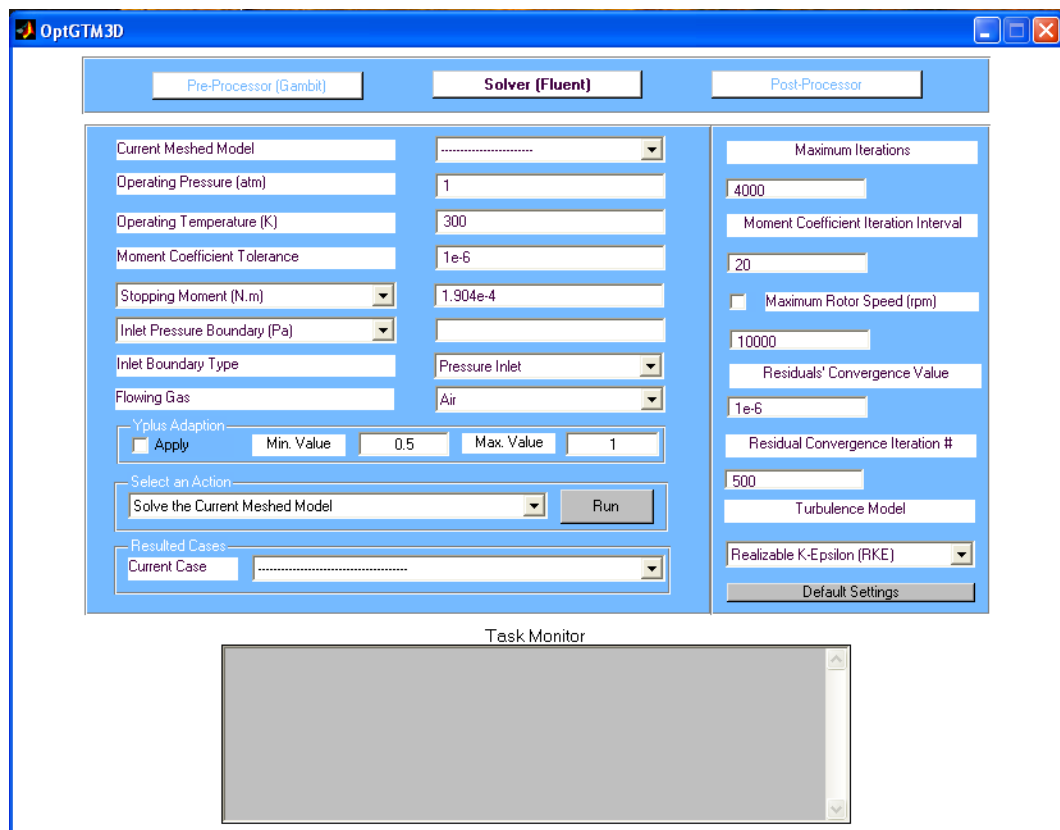 OptGTM3D
Pre-Processor (Gambit)
Solver (Fluent)
Post-Processor
Current Meshed Model
-----------------------
Operating Pressure (atm)
1
Operating Temperature (K)
300
Moment Coefficient Tolerance
1e-6
Stopping Moment (N.m)
1.904e-4
Inlet Pressure Boundary (Pa)
Inlet Boundary Type
Pressure Inlet
Flowing Gas
Air
Yplus Adaption
Apply
Min. Value
0.5
Max. Value
1
Select an Action
Solve the Current Meshed Model
Run
Resulted Cases
Current Case
--------------------------------------
Maximum Iterations
4000
Moment Coefficient Iteration Interval
20
Maximum Rotor Speed (rpm)
10000
Residuals' Convergence Value
1e-6
Residual Convergence Iteration #
500
Turbulence Model
Realizable K-Epsilon (RKE)
Default Settings
Task Monitor